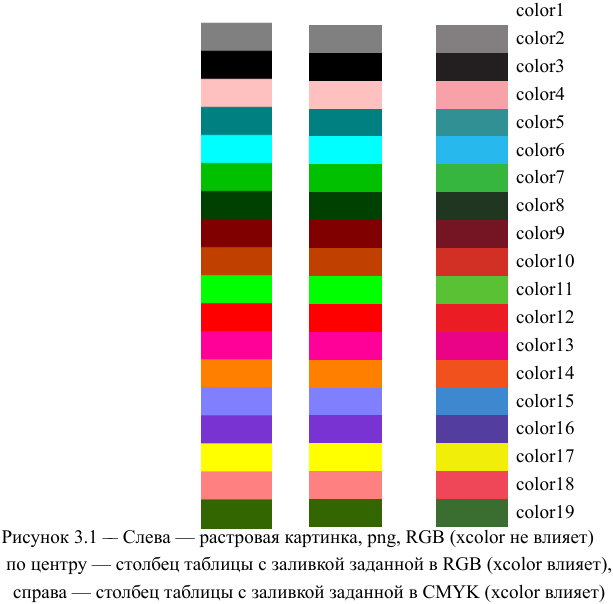 color1
color2
color3
color4
color5
color6
color7
color8
color9
color10
color11
color12
color13
color14
color15
color16
color17
color18
color19
Рисунок 3.1 — Слева — растровая картинка, png, RGB (xcolor не влияет)
по центру — столбец таблицы с заливкой заданной в RGB (xcolor влияет),
справа — столбец таблицы с заливкой заданной в CMYK (xcolor влияет)